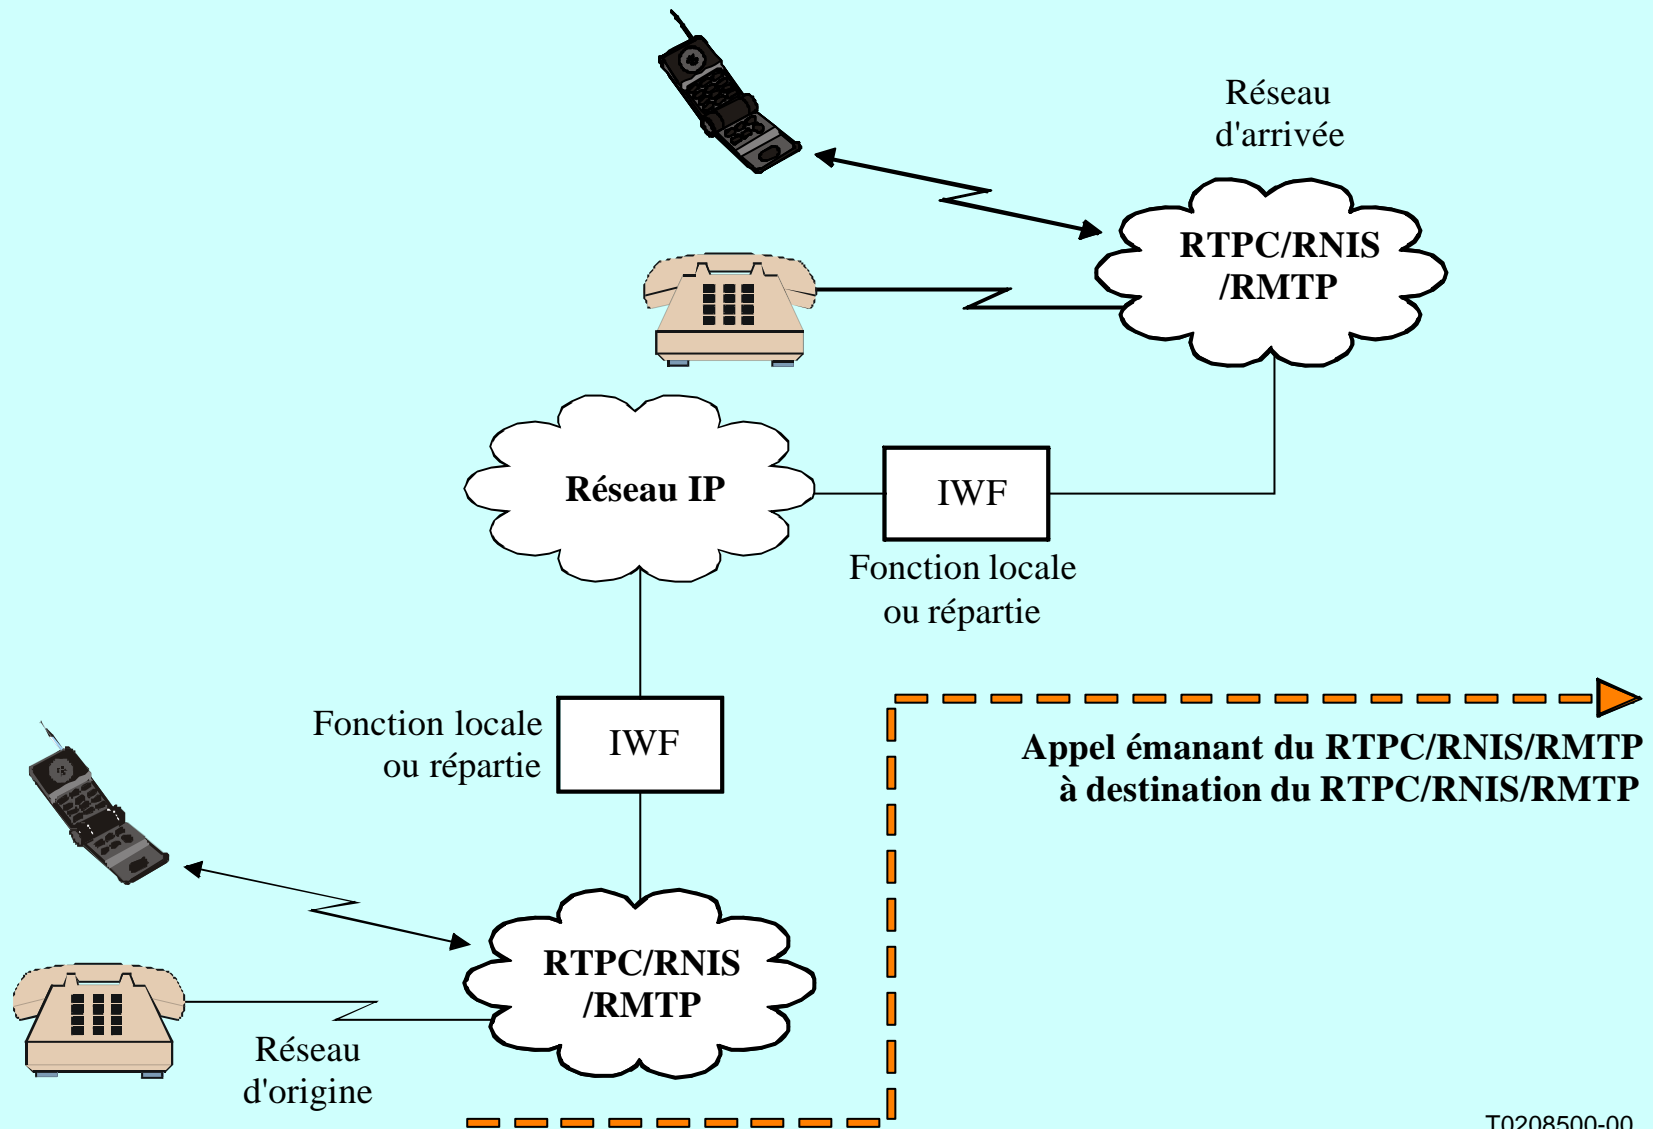 Réseau
d'arrivée
RTPC/RNIS
/RMTP
Réseau IP
IWF
Fonction locale
ou répartie
Fonction locale
ou répartie
IWF
Appel émanant du RTPC/RNIS/RMTP
à destination du RTPC/RNIS/RMTP
RTPC/RNIS
/RMTP
Réseau
d'origine
T0208500-00